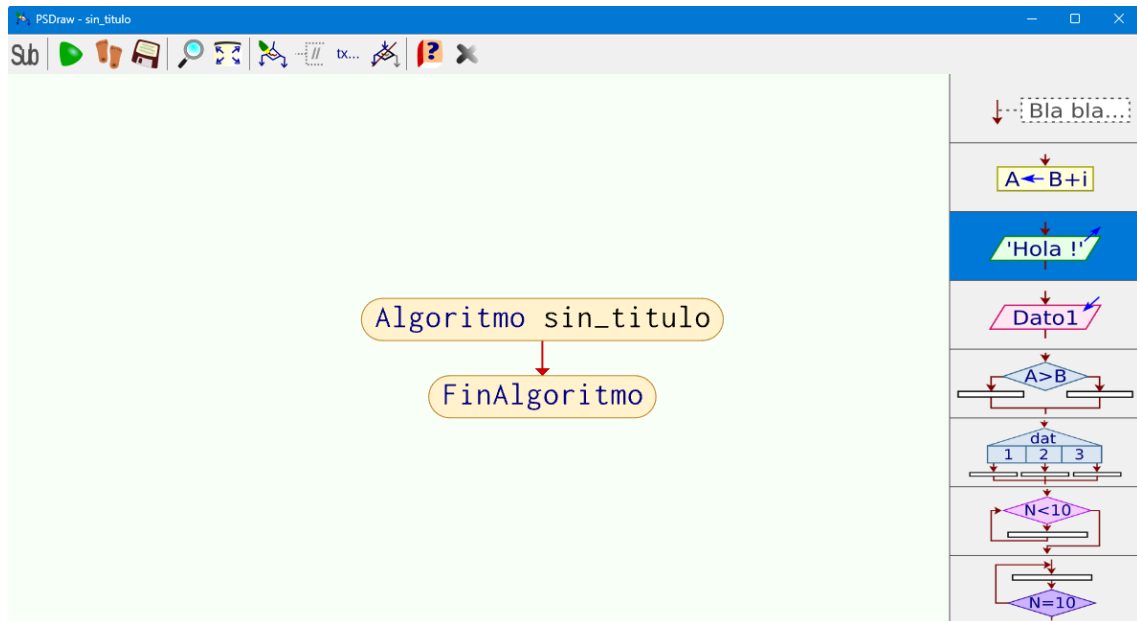 PSDraw - sin_titulo
Sub
//
tx...
?
Bla bla...
A B+i
'Hola !'
Algoritmo sin_titulo
Dato1
FinAlgoritmo
A>B
dat
1 2 3
N<10
N=10